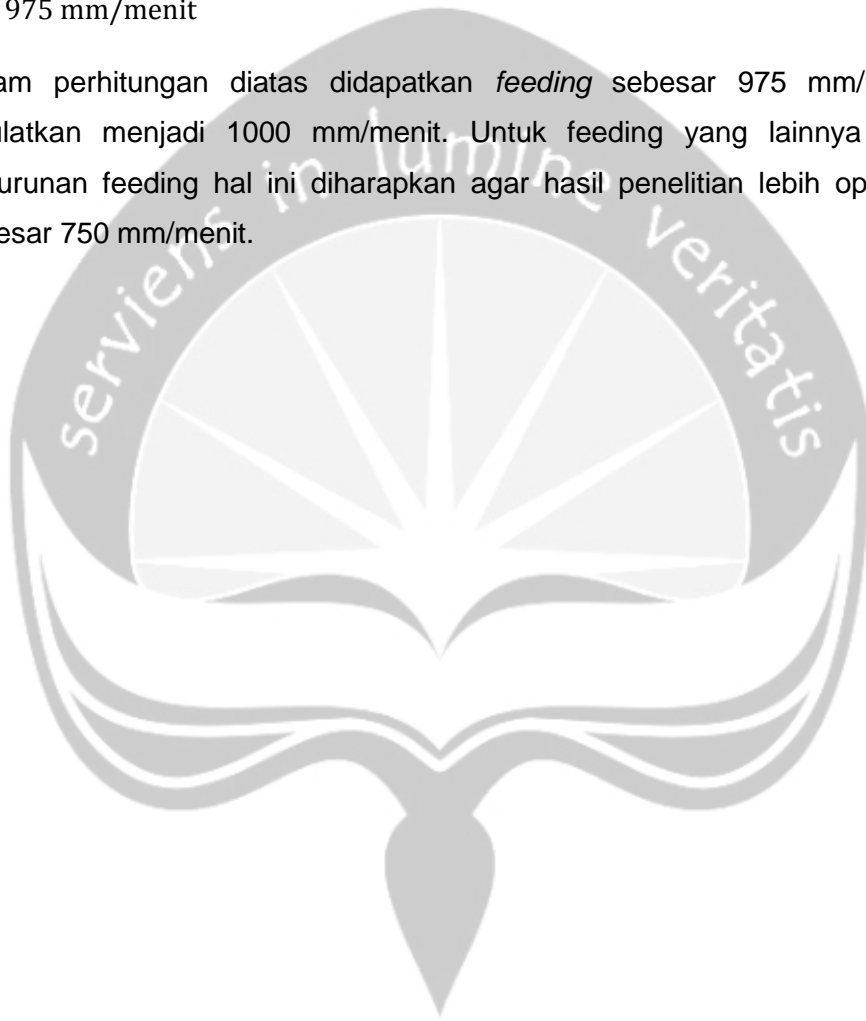 975 mm/menit
am perhitungan diatas didapatkan feeding sebesar 975 mm/
ulatkan menjadi 1000 mm/menit. Untuk feeding yang lainnya
urunan feeding hal ini diharapkan agar hasil penelitian lebih op
esar 750 mm/menit.
serviens in lumine veritatis